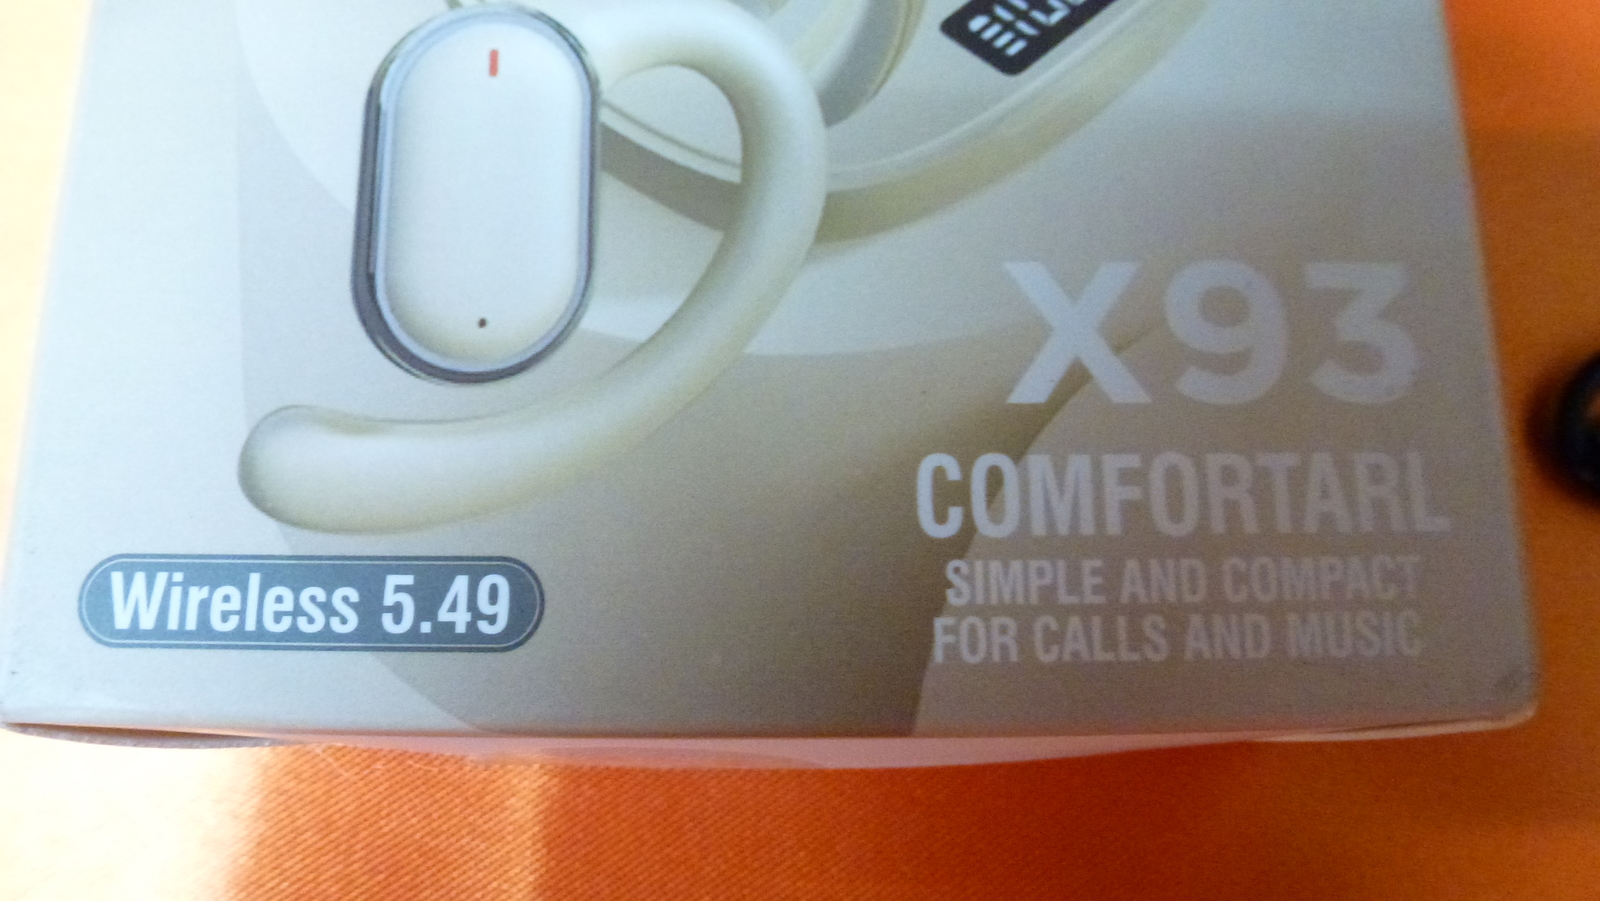 X93
COMFORTARL
SIMPLE AND COMPACT
FOR CALLS AND MUSIC
Wireless 5.49